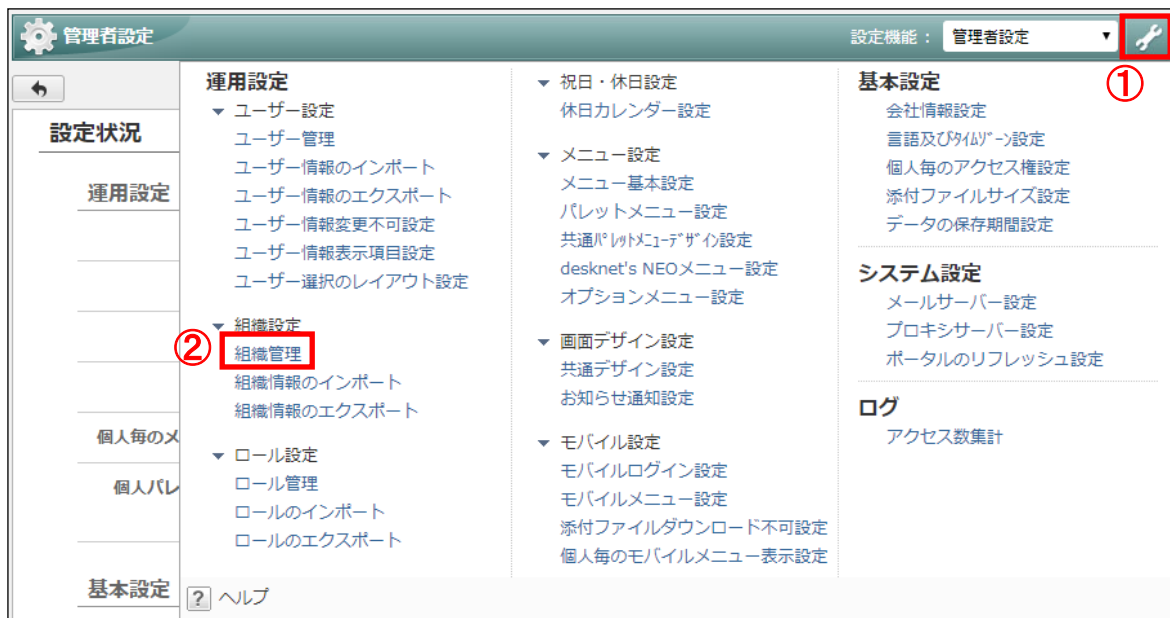 管理者設定
設定機能： 管理者設定
①
設定状況
運用設定
個人毎のメ
個人パレ
基本設定
運用設定
ユーザー設定
ユーザー管理
ユーザー情報のインポート
ユーザー情報のエクスポート
ユーザー情報変更不可設定
ユーザー情報表示項目設定
ユーザー選択のレイアウト設定
組織設定
②
組織管理
組織情報のインポート
組織情報のエクスポート
ロール設定
ロール管理
ロールのインポート
ロールのエクスポート
祝日・休日設定
休日カレンダー設定
メニュー設定
メニュー基本設定
パレットメニュー設定
共通ﾊﾟﾚｯﾄﾒﾆｭｰﾃﾞｻﾞｲﾝ設定
desknet's NEOメニュー設定
オプションメニュー設定
画面デザイン設定
共通デザイン設定
お知らせ通知設定
モバイル設定
モバイルログイン設定
モバイルメニュー設定
添付ファイルダウンロード不可設定
個人毎のモバイルメニュー表示設定
基本設定
会社情報設定
言語及びﾀｲﾑｿﾞｰﾝ設定
個人毎のアクセス権設定
添付ファイルサイズ設定
データの保存期間設定
システム設定
メールサーバー設定
プロキシサーバー設定
ポータルのリフレッシュ設定
ログ
アクセス数集計
? ヘルプ